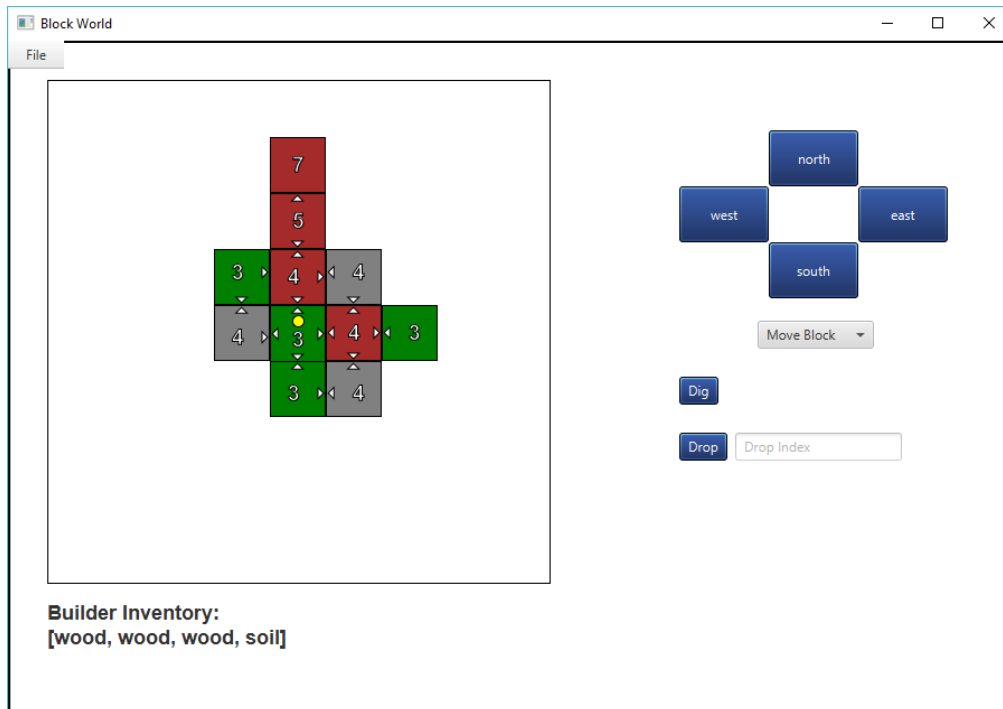 Block World
File
7
5
3 4 4
4 3 4 3
3 4
north
west east
south
Move Block
Dig
Drop Drop Index
Builder Inventory:
[wood, wood, wood, soil]